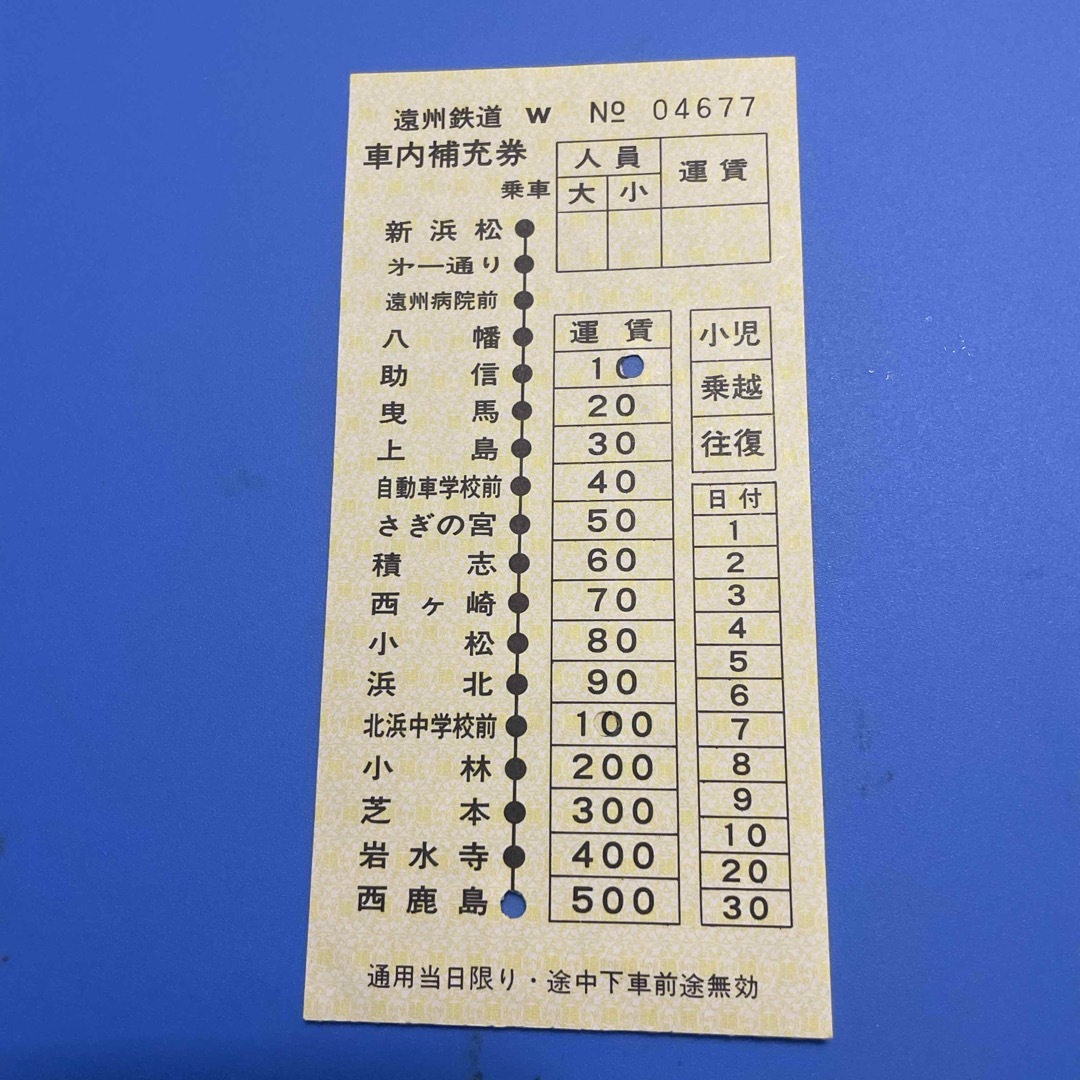 遠州鉄道 W № 04677
車内補充券
乗車
人員 運賃
大 小
新浜松
㐧一通り
遠州病院前
八幡
助信
曳馬
上島
自動車学校前
さぎの宮
積志
西ヶ崎
小松
浜北
北浜中学校前
小林
芝本
岩水寺
西鹿島
運賃
10
20
30
40
50
60
70
80
90
100
200
300
400
500
小児
乗越
往復
日付
1
2
3
4
5
6
7
8
9
10
20
30
通用当日限り・途中下車前途無効